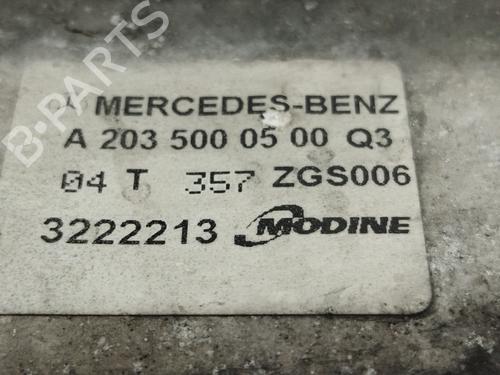 B-PARTS
MERCEDES-BENZ
A 203 500 05 00 Q3
04 T 357 ZGS006
3222213 MODINE